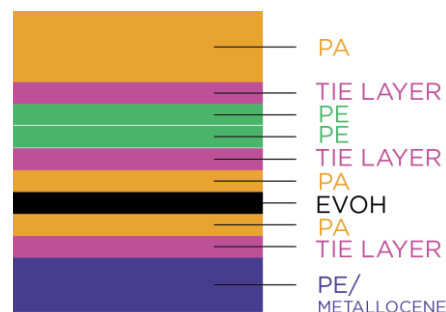 PA
TIE LAYER
PE
PE
TIE LAYER
PA
EVOH
PA
TIE LAYER
PE/
METALLOCENE